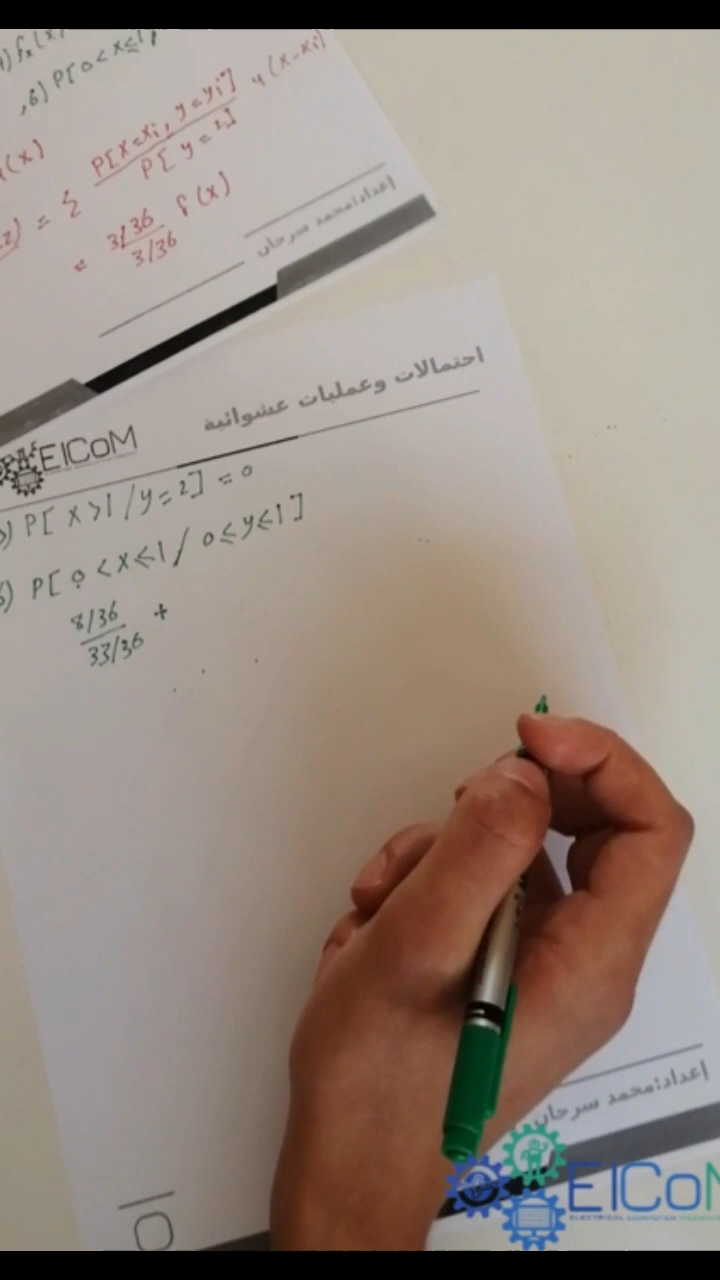 P[0<x≤1
P[x=xi, y=yi]
P[y=2]
u(x-xi)
= 3/36 / 3/36 f(x)
إعداد:محمد سرحان
احتمالات وعمليات عشوائية
EICoM
P[x>1/y=2] = 0
6) P[0<x≤1/0≤y≤1]
8/36 +
33/36
إعداد:محمد سرحان
EICoM